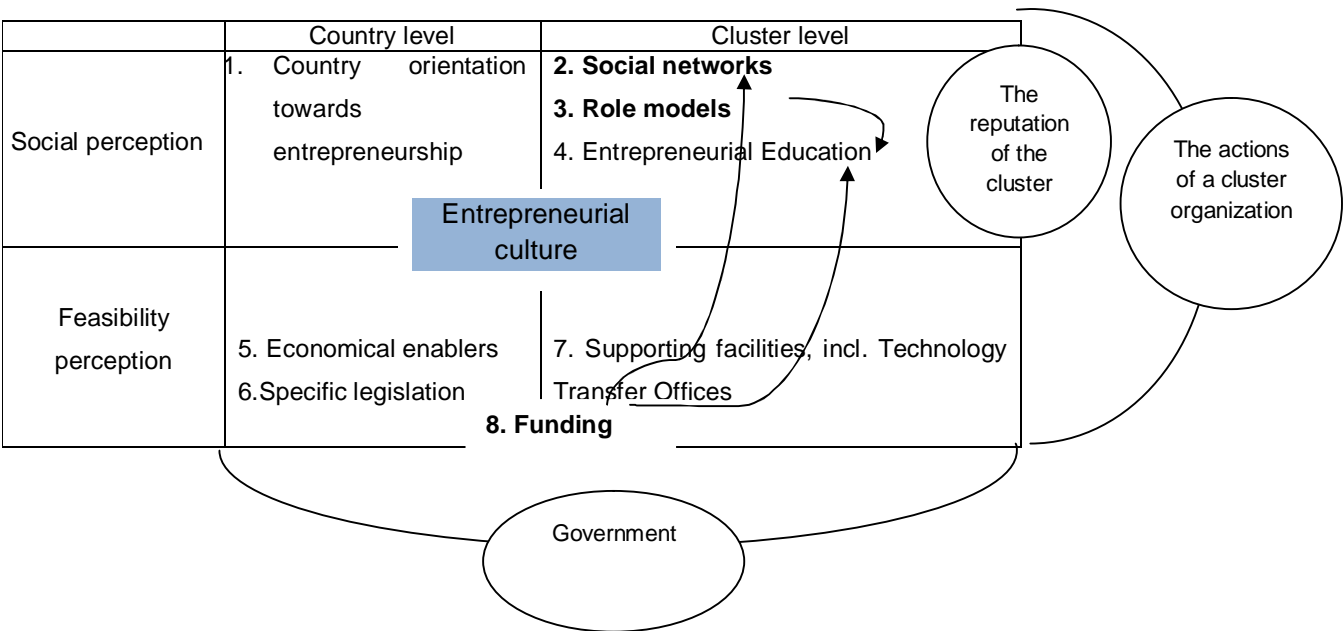 Country level
Cluster level
Social perception
1. Country orientation
towards
entrepreneurship
2. Social networks
3. Role models
4. Entrepreneurial Education
The
reputation
of the
cluster
The actions
of a cluster
organization
Entrepreneurial
culture
Feasibility
perception
5. Economical enablers
6.Specific legislation
7. Supporting facilities, incl. Technology
Transfer Offices
8. Funding
Government